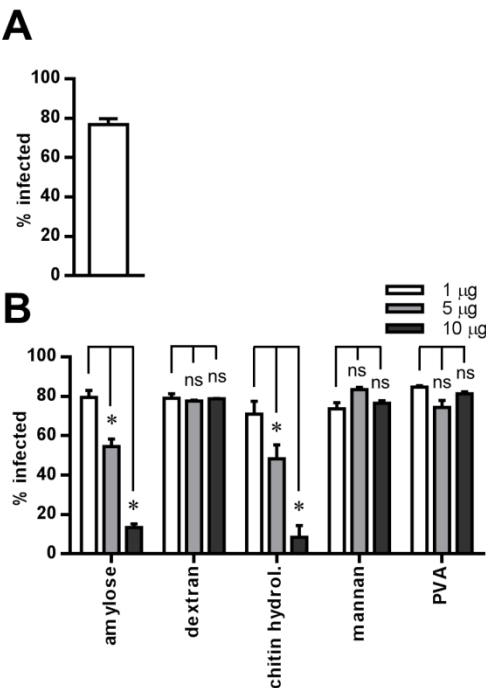 A
100
80
60
40
20
0
% infected
B
1 μg
5 μg
10 μg
100
80
60
40
20
0
% infected
* *
ns ns
* *
ns ns
ns ns
amylose
dextran
chitin hydrol.
mannan
PVA